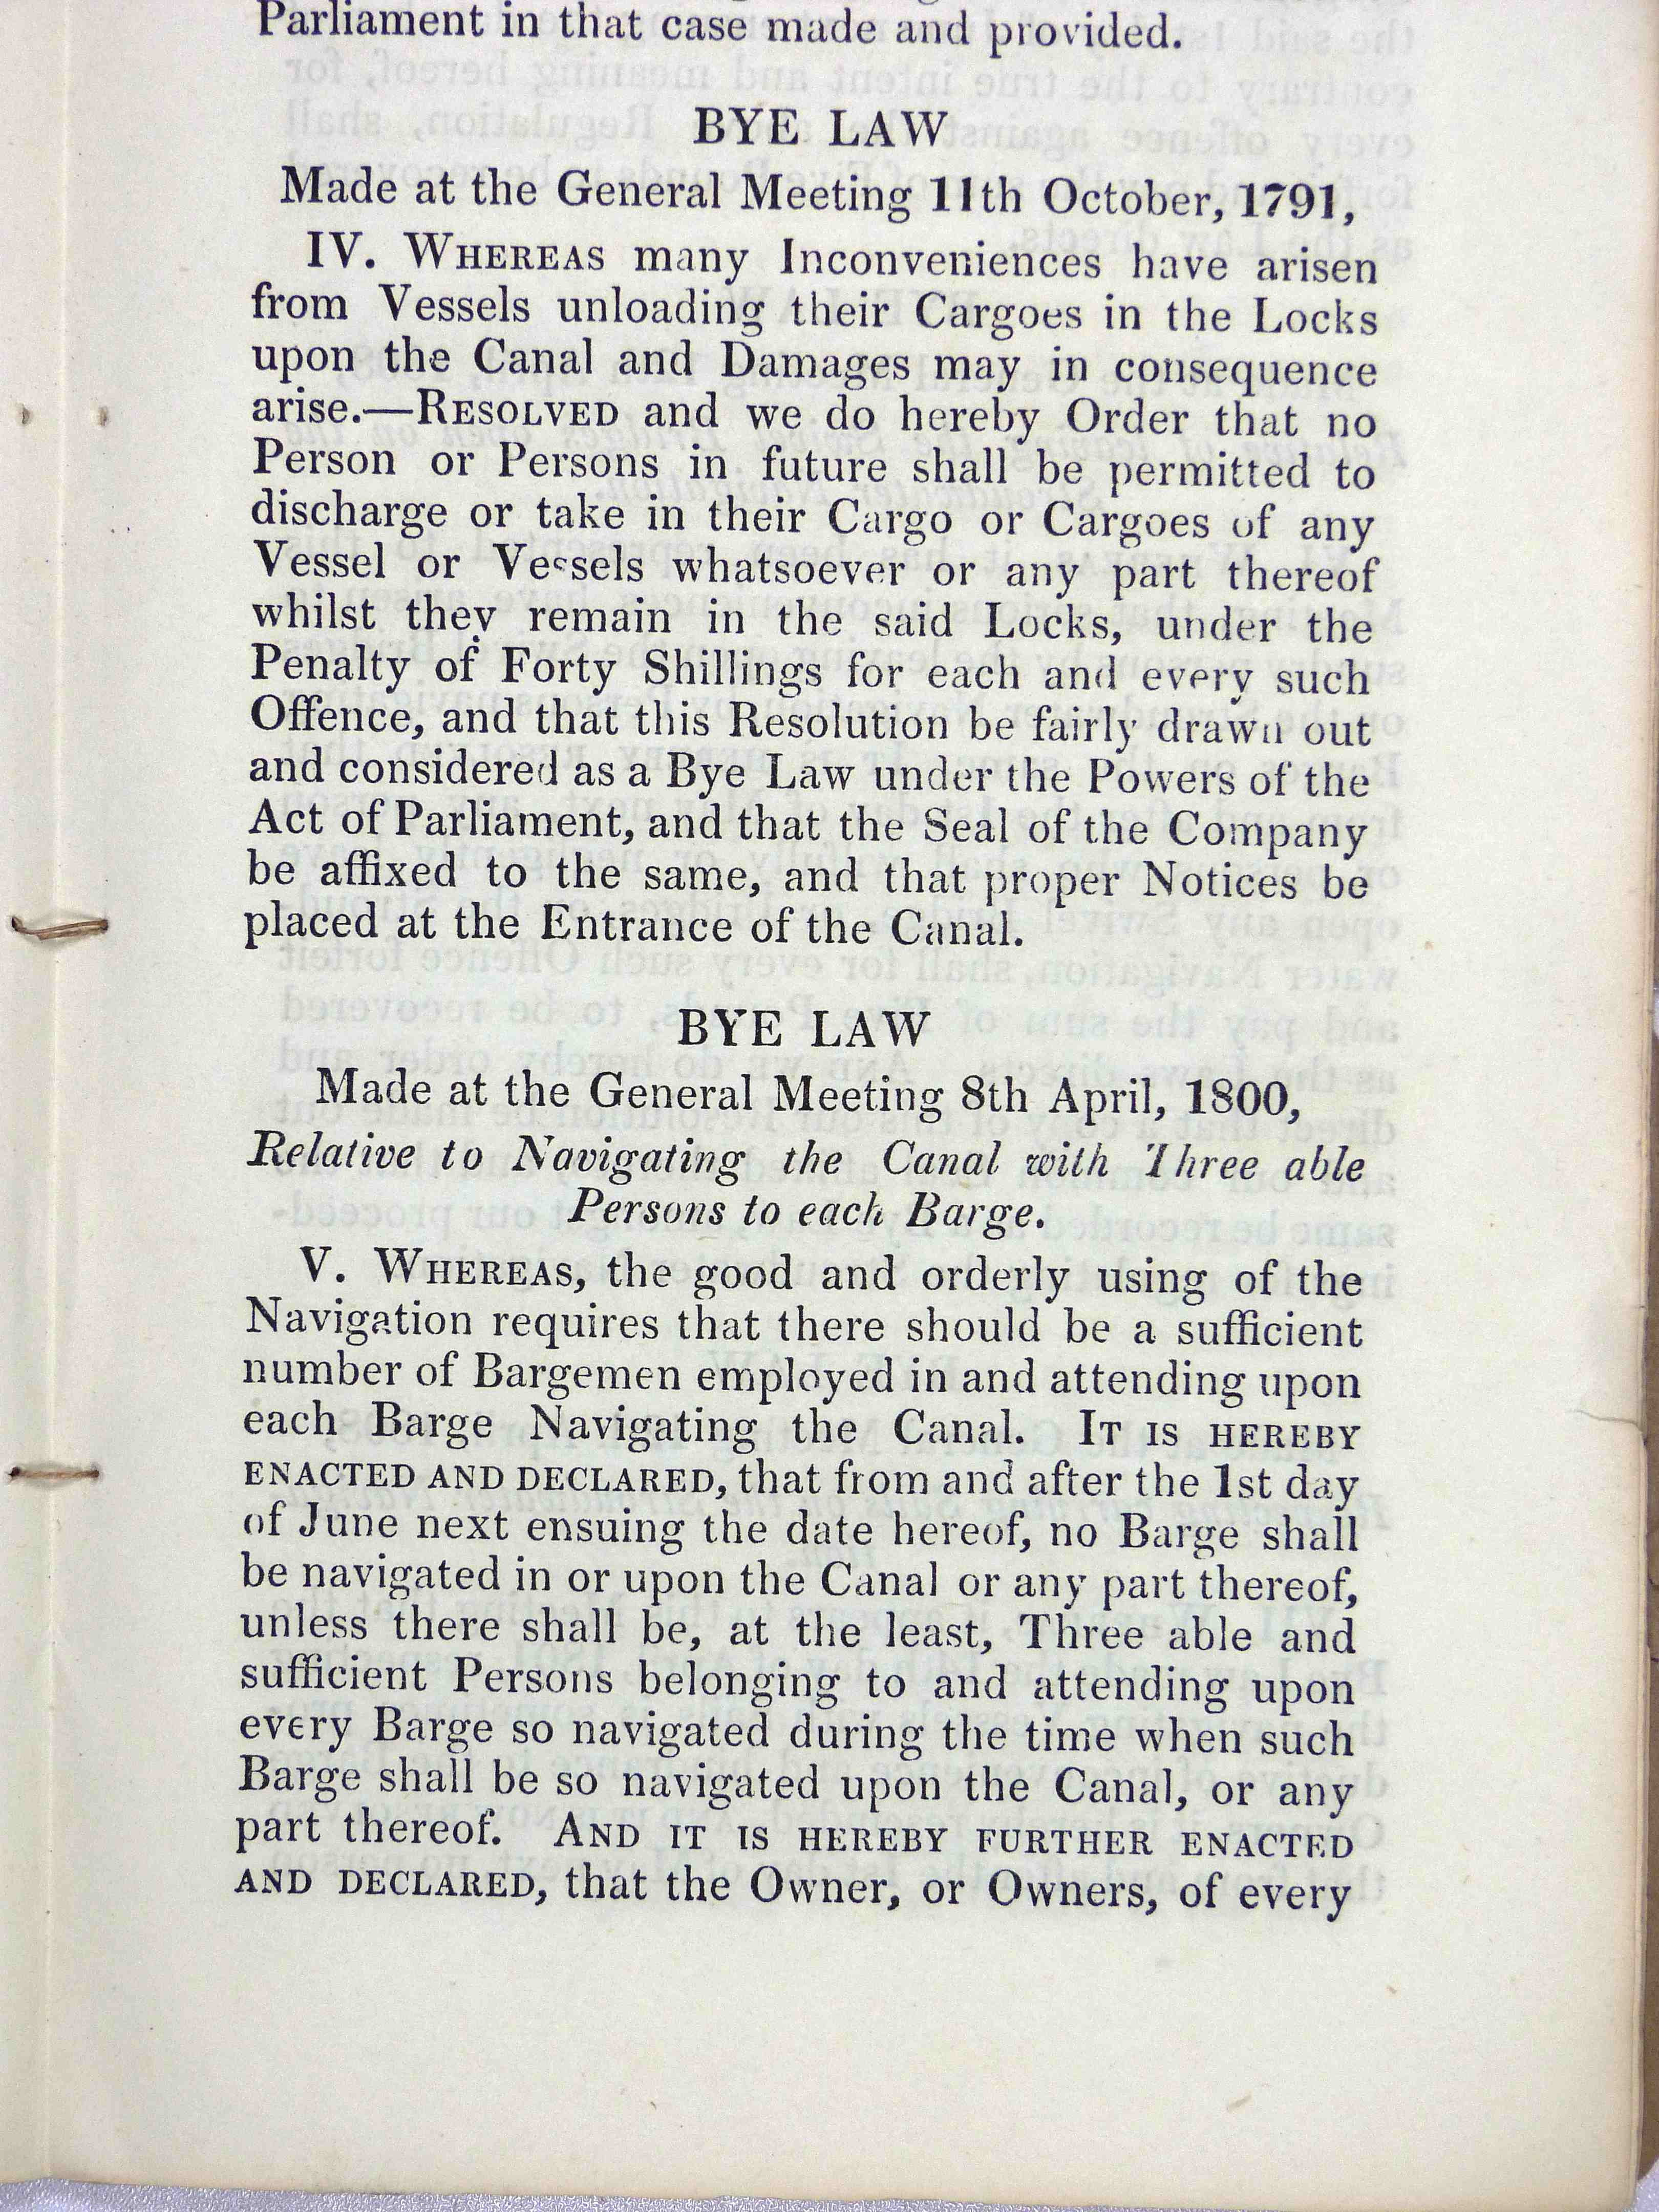 Parliament in that case made and provided.
BYE LAW
Made at the General Meeting 11th October, 1791,
IV. WHEREAS many Inconveniences have arisen
from Vessels unloading their Cargoes in the Locks
upon the Canal and Damages may in consequence
arise.—RESOLVED and we do hereby Order that no
Person or Persons in future shall be permitted to
discharge or take in their Cargo or Cargoes of any
Vessel or Vessels whatsoever or any part thereof
whilst they remain in the said Locks, under the
Penalty of Forty Shillings for each and every such
Offence, and that this Resolution be fairly drawn out
and considered as a Bye Law under the Powers of the
Act of Parliament, and that the Seal of the Company
be affixed to the same, and that proper Notices be
placed at the Entrance of the Canal.
BYE LAW
Made at the General Meeting 8th April, 1800,
Relative to Navigating the Canal with Three able
Persons to each Barge.
V. WHEREAS, the good and orderly using of the
Navigation requires that there should be a sufficient
number of Bargemen employed in and attending upon
each Barge Navigating the Canal. IT IS HEREBY
ENACTED AND DECLARED, that from and after the 1st day
of June next ensuing the date hereof, no Barge shall
be navigated in or upon the Canal or any part thereof,
unless there shall be, at the least, Three able and
sufficient Persons belonging to and attending upon
every Barge so navigated during the time when such
Barge shall be so navigated upon the Canal, or any
part thereof. AND IT IS HEREBY FURTHER ENACTED
AND DECLARED, that the Owner, or Owners, of every